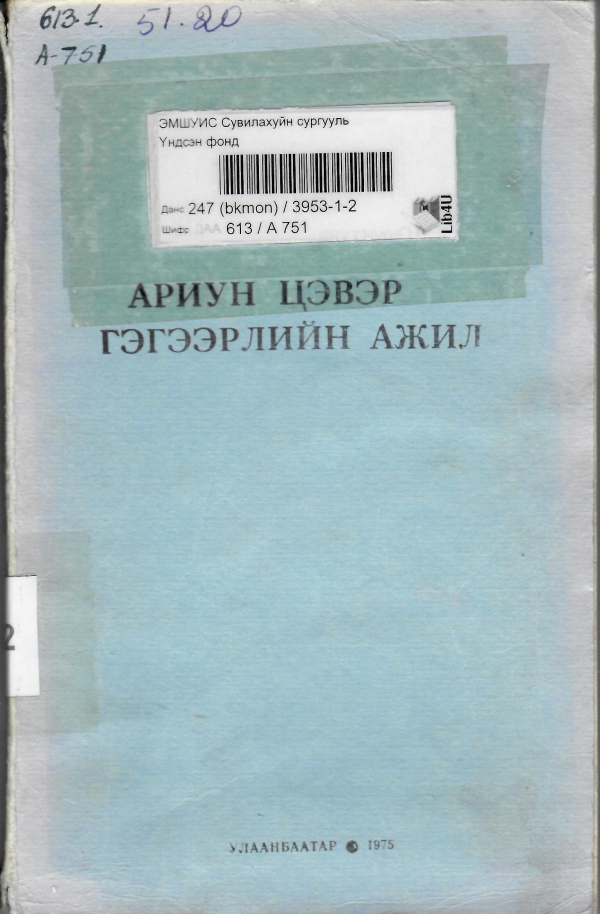 613.1. 51.20
А-751
ЭМШУИС Сувилахуйн сургууль
Үндсэн фонд
Данс 247 (bkmon) / 3953-1-2
Шифр 613 / А 751
Lib4U
АРИУН ЦЭВЭР
ГЭГЭЭРЛИЙН АЖИЛ
2
УЛААНБААТАР 1975